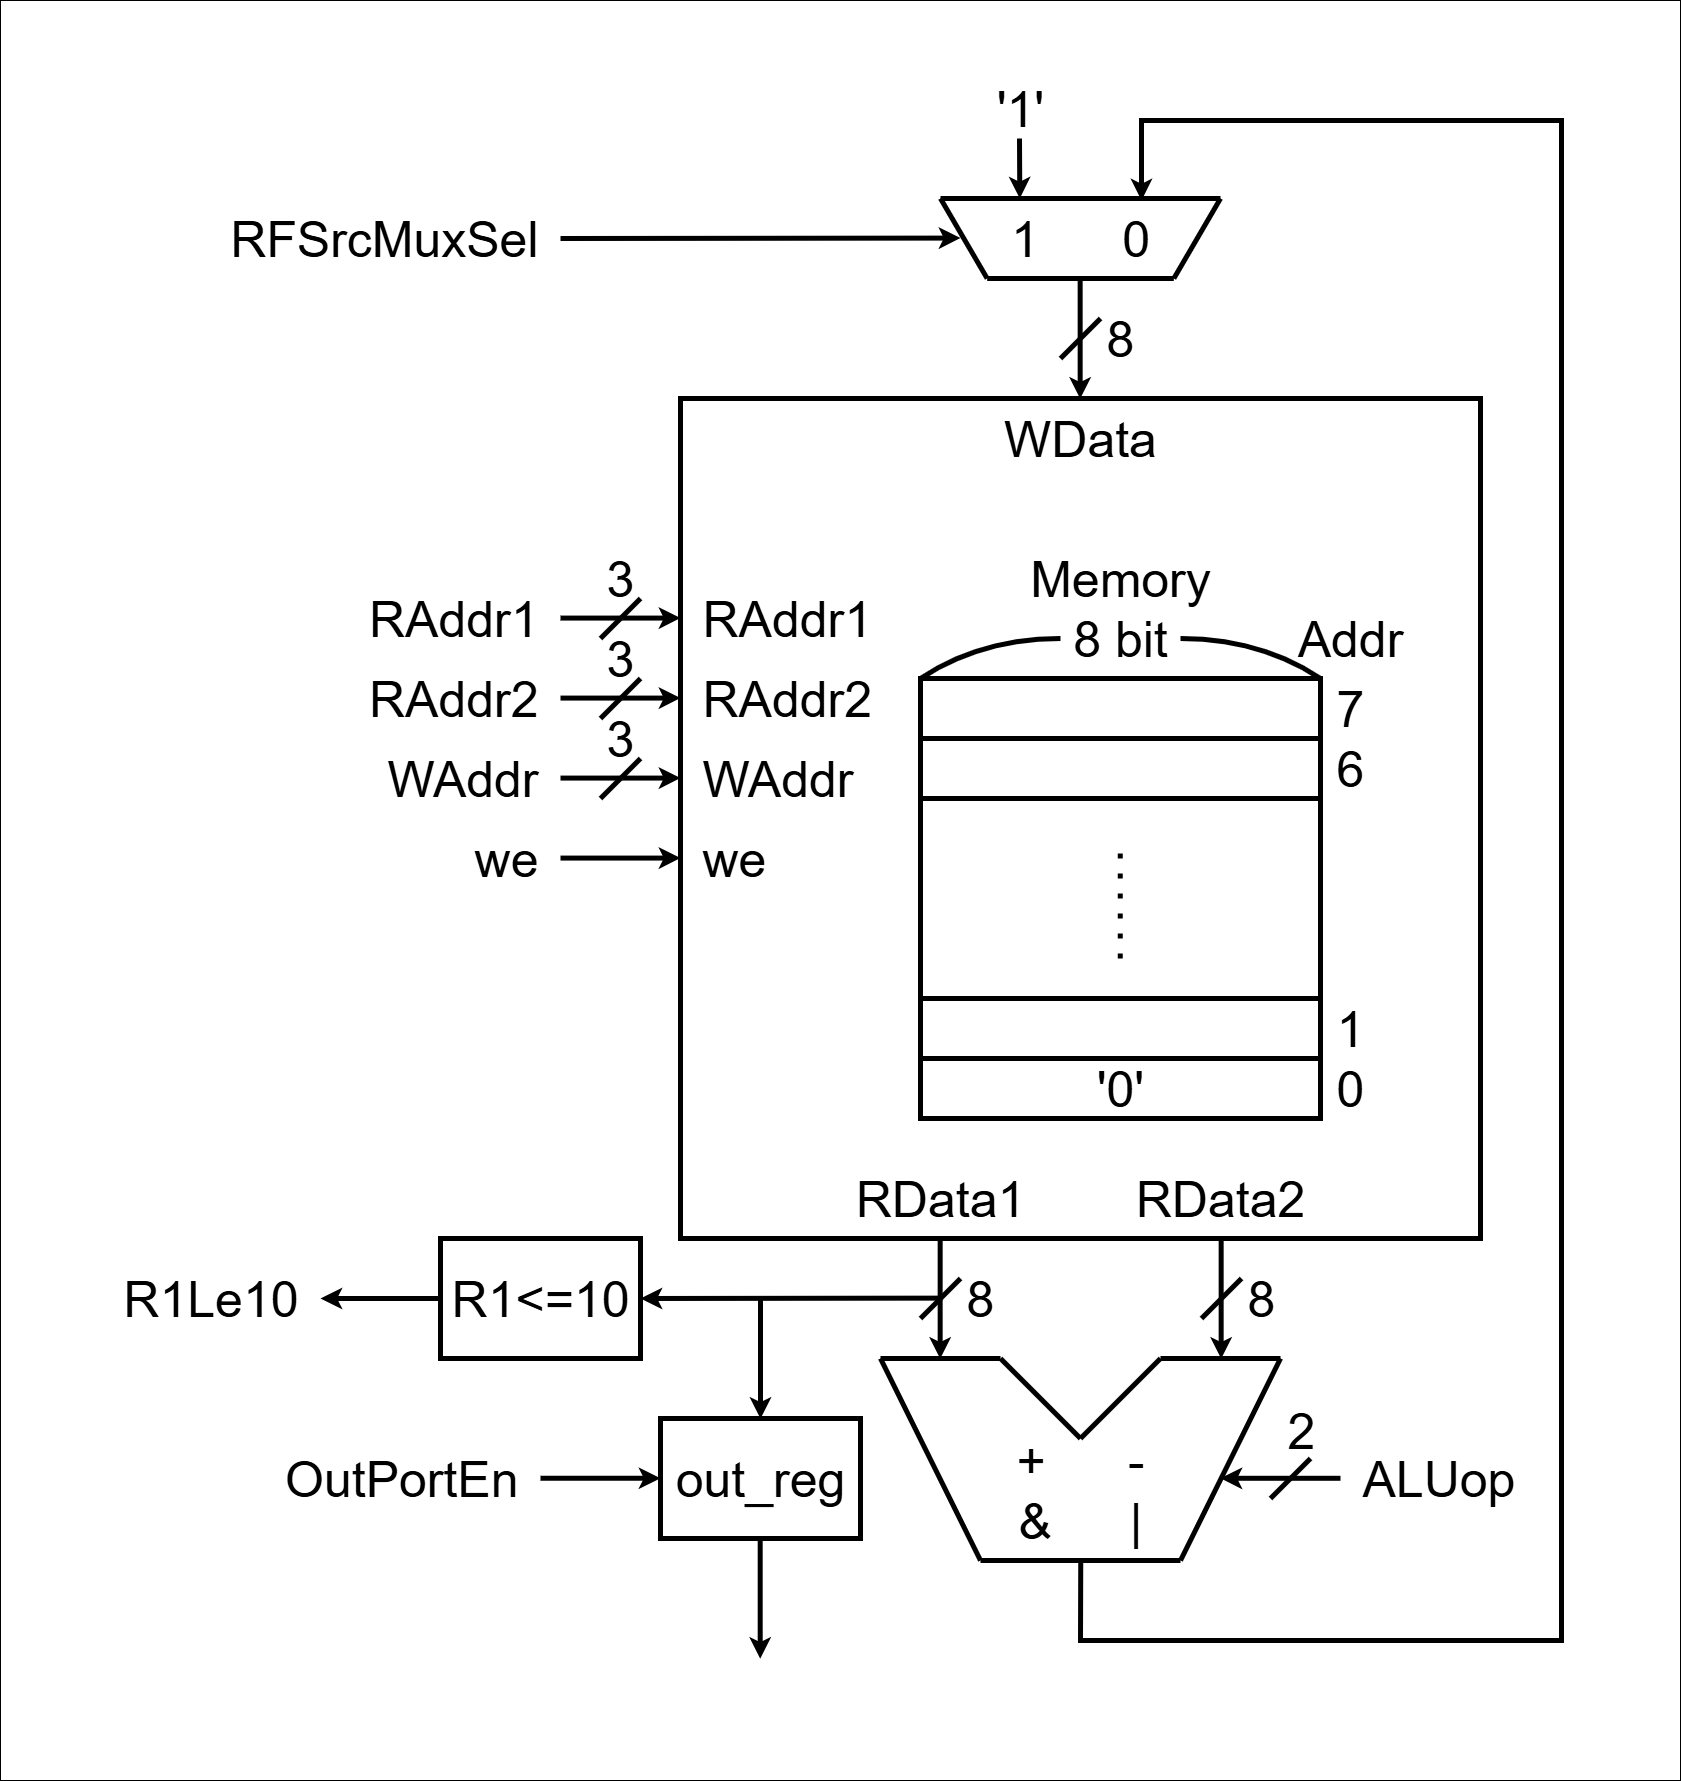 '1'
RFSrcMuxSel
1 0
8
WData
3
RAddr1 RAddr1
3
RAddr2 RAddr2
3
WAddr WAddr
we we
Memory
8 bit Addr
7
6
1
'0' 0
RData1 RData2
R1Le10 R1<=10 8 8
OutPortEn out_reg
+ -
& |
2
ALUop